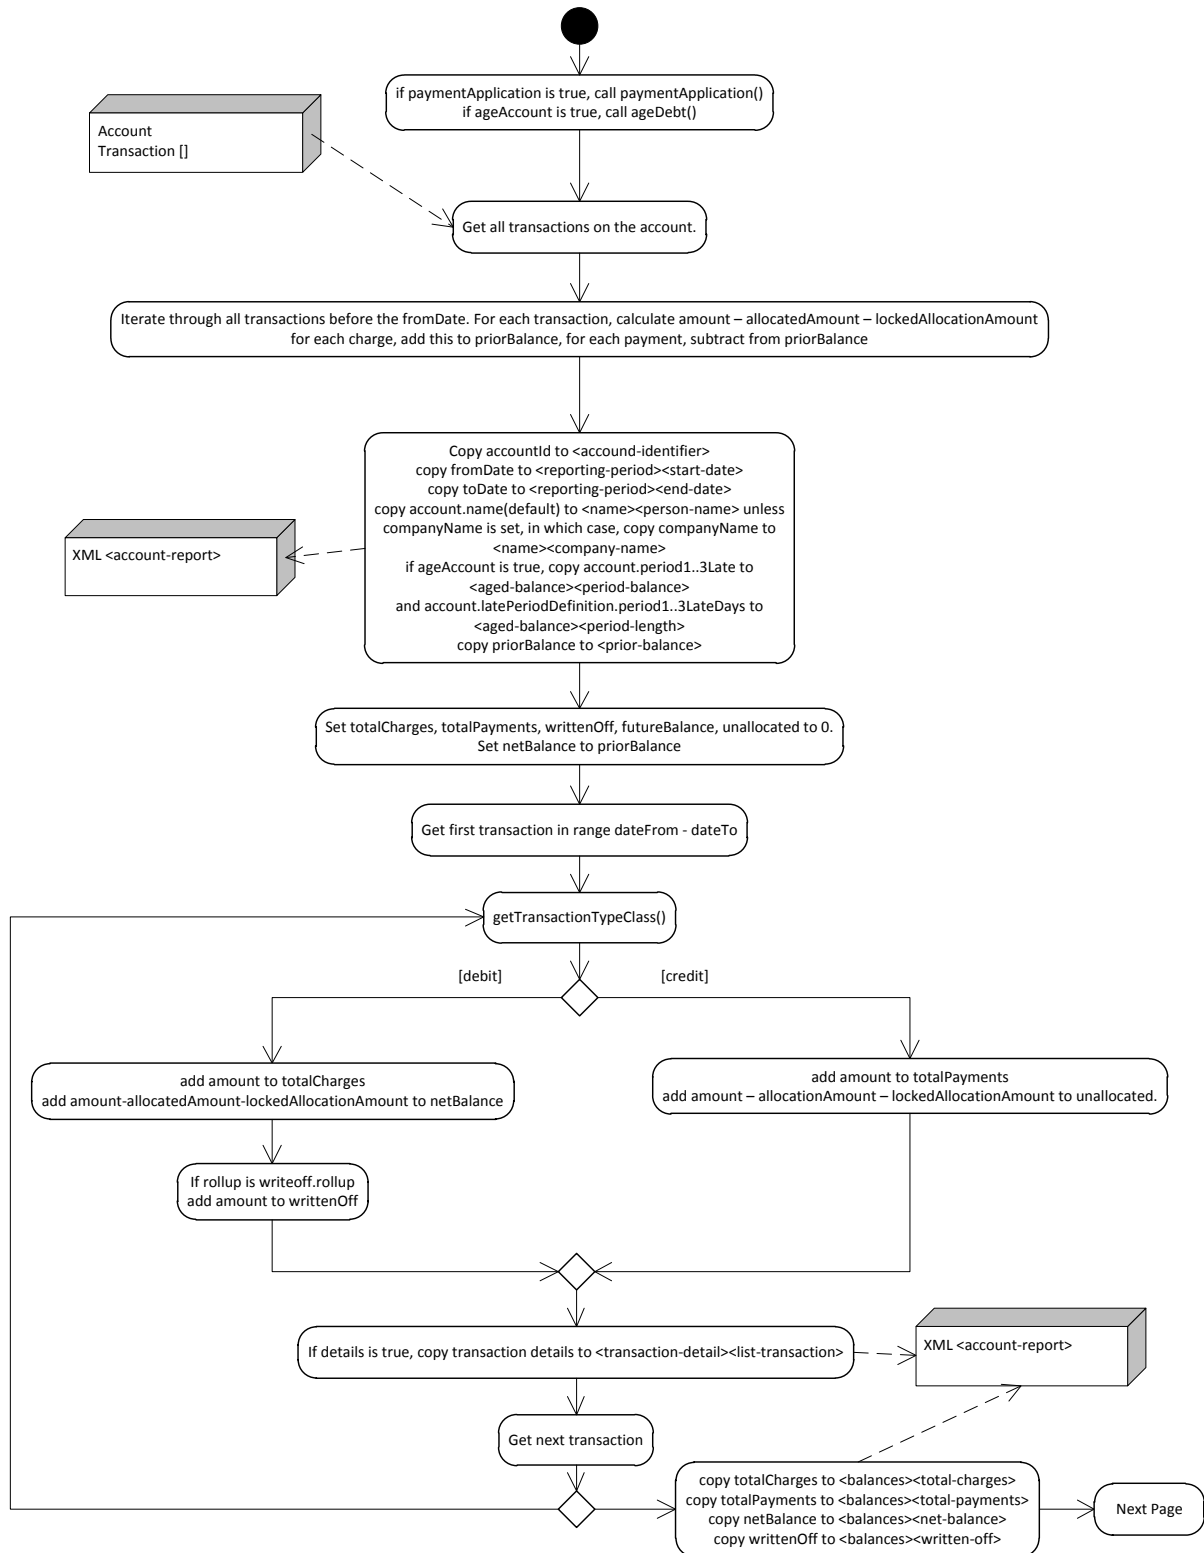 if paymentApplication is true, call paymentApplication()
if ageAccount is true, call ageDebt()
Account
Transaction []
Get all transactions on the account.
Iterate through all transactions before the fromDate. For each transaction, calculate amount – allocatedAmount – lockedAllocationAmount
for each charge, add this to priorBalance, for each payment, subtract from priorBalance
Copy accountId to <accound-identifier>
copy fromDate to <reporting-period><start-date>
copy toDate to <reporting-period><end-date>
copy account.name(default) to <name><person-name> unless
companyName is set, in which case, copy companyName to
<name><company-name>
if ageAccount is true, copy account.period1..3Late to
<aged-balance><period-balance>
and account.latePeriodDefinition.period1..3LateDays to
<aged-balance><period-length>
copy priorBalance to <prior-balance>
XML <account-report>
Set totalCharges, totalPayments, writtenOff, futureBalance, unallocated to 0.
Set netBalance to priorBalance
Get first transaction in range dateFrom - dateTo
getTransactionTypeClass()
[debit]
[credit]
add amount to totalCharges
add amount-allocatedAmount-lockedAllocationAmount to netBalance
add amount to totalPayments
add amount – allocationAmount – lockedAllocationAmount to unallocated.
If rollup is writeoff.rollup
add amount to writtenOff
If details is true, copy transaction details to <transaction-detail><list-transaction>
XML <account-report>
Get next transaction
copy totalCharges to <balances><total-charges>
copy totalPayments to <balances><total-payments>
copy netBalance to <balances><net-balance>
copy writtenOff to <balances><written-off>
Next Page